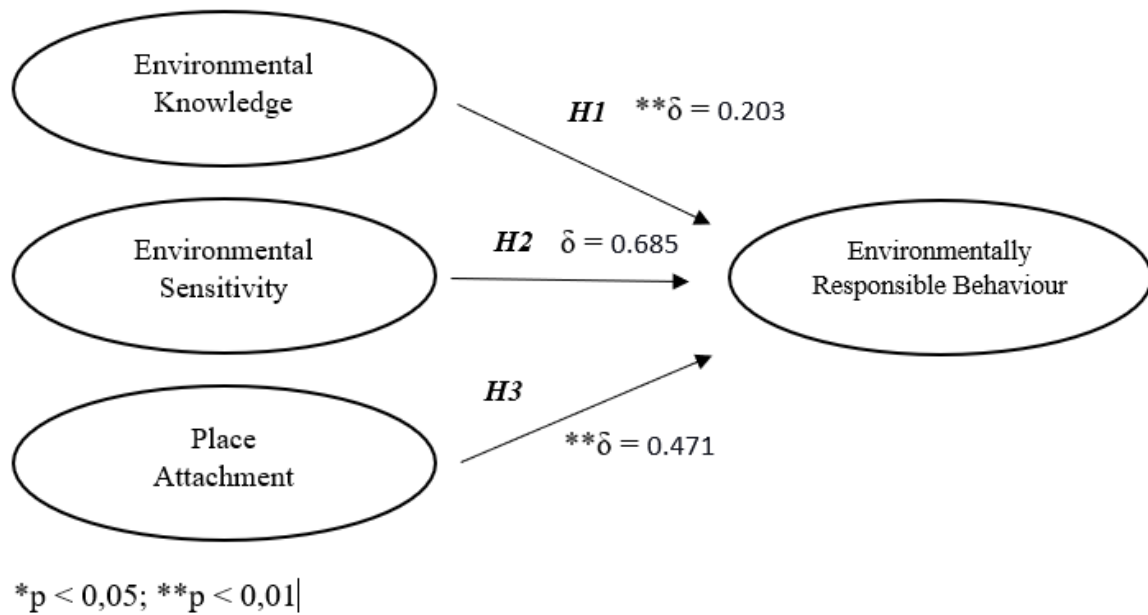 Environmental
Knowledge
H1 **δ = 0.203
Environmental
Sensitivity
H2 δ = 0.685
Environmentally
Responsible Behaviour
H3
**δ = 0.471
Place
Attachment
*p < 0,05; **p < 0,01|